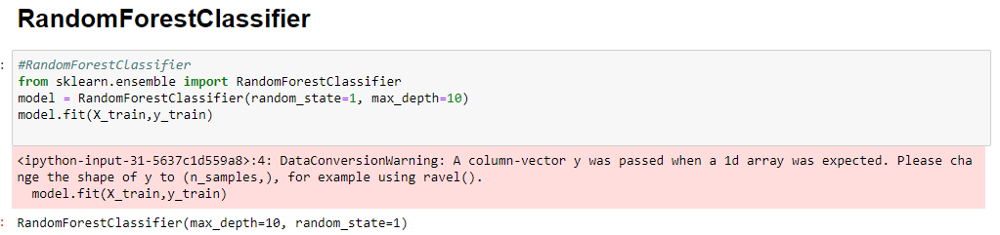 RandomForestClassifier
: #RandomForestClassifier
from sklearn.ensemble import RandomForestClassifier
model = RandomForestClassifier(random_state=1, max_depth=10)
model.fit(X_train,y_train)
<ipython-input-31-5637c1d559a8>:4: DataConversionWarning: A column-vector y was passed when a 1d array was expected. Please cha
nge the shape of y to (n_samples,), for example using ravel().
  model.fit(X_train,y_train)
: RandomForestClassifier(max_depth=10, random_state=1)